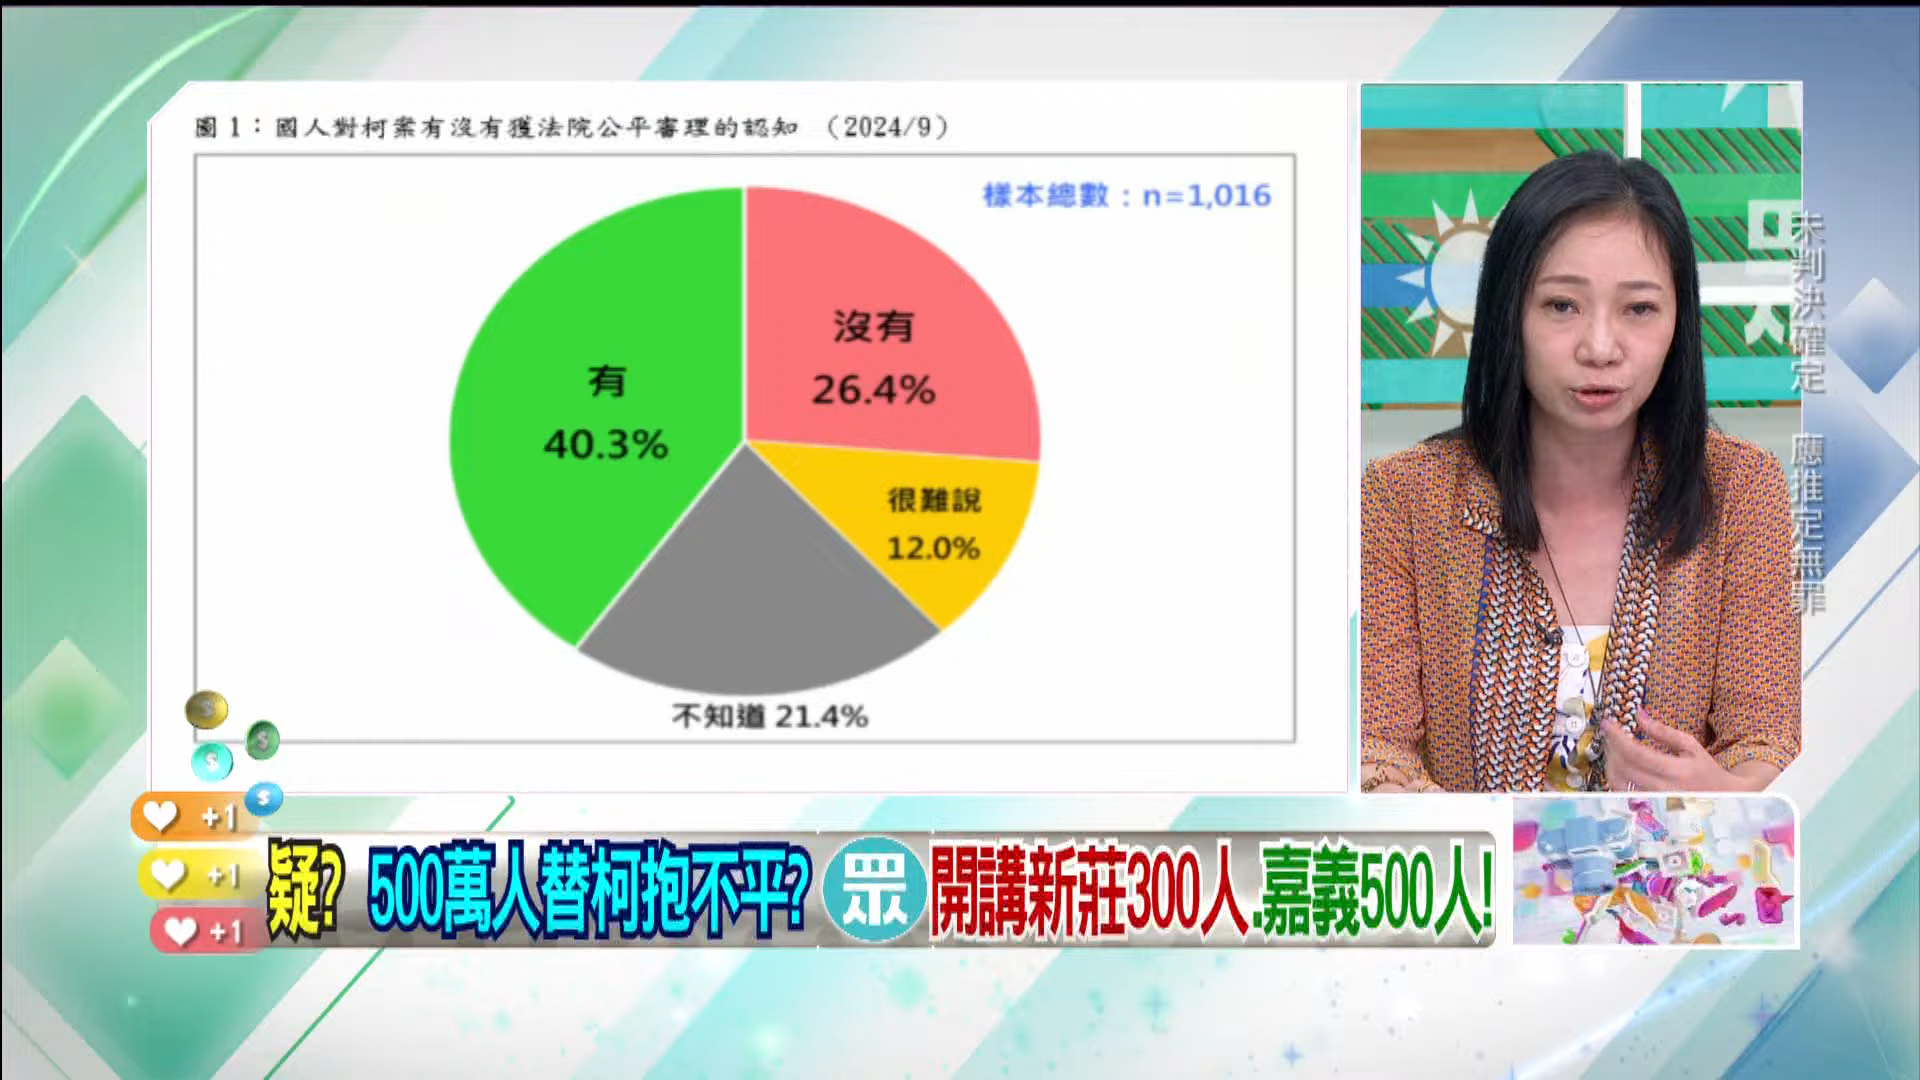 圖 1：國人對柯案有沒有獲法院公平審理的認知 （2024/9）
樣本總數：n=1,016
沒有
26.4%
有
40.3%
很難說
12.0%
不知道 21.4%
未判決確定 應推定無罪
+1
+1
+1
疑? 500萬人替柯抱不平? 眾 開講新莊300人.嘉義500人!